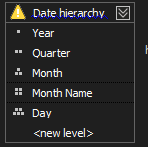 Date hierarchy
Year
Quarter
Month
Month Name
Day
<new level>